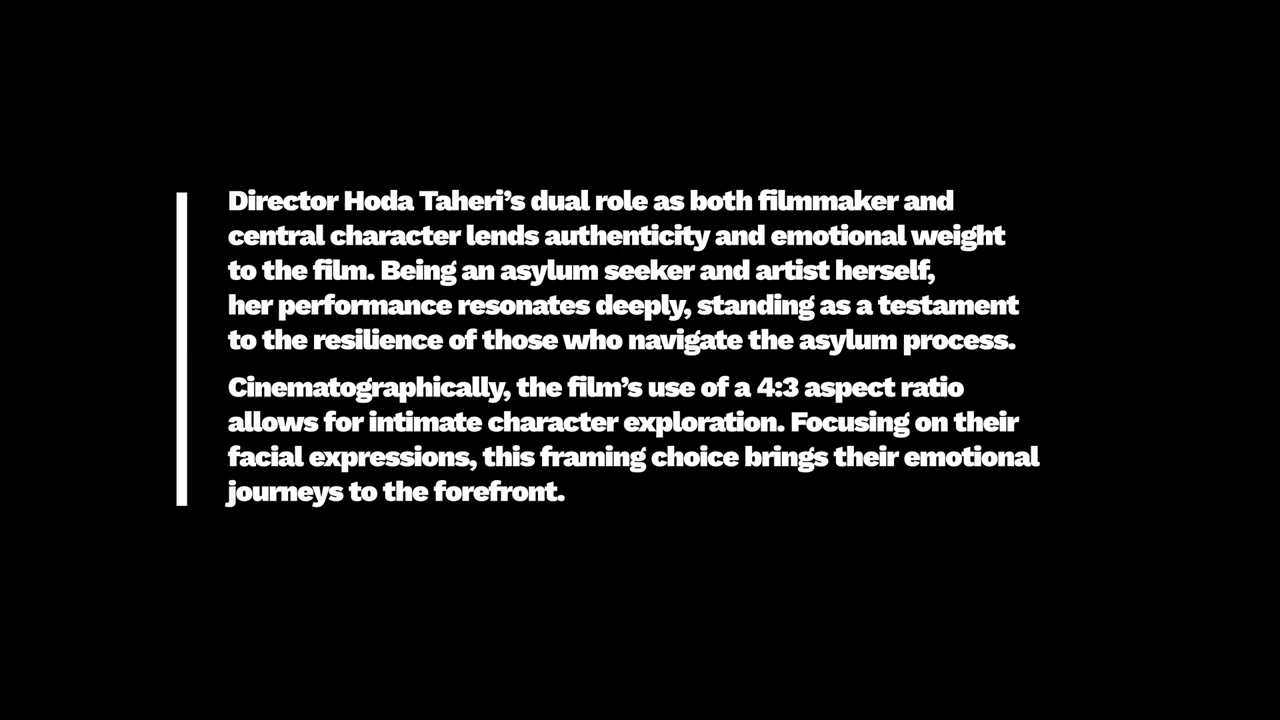 Director Hoda Taheri’s dual role as both filmmaker and
central character lends authenticity and emotional weight
to the film. Being an asylum seeker and artist herself,
her performance resonates deeply, standing as a testament
to the resilience of those who navigate the asylum process.
Cinematographically, the film’s use of a 4:3 aspect ratio
allows for intimate character exploration. Focusing on their
facial expressions, this framing choice brings their emotional
journeys to the forefront.